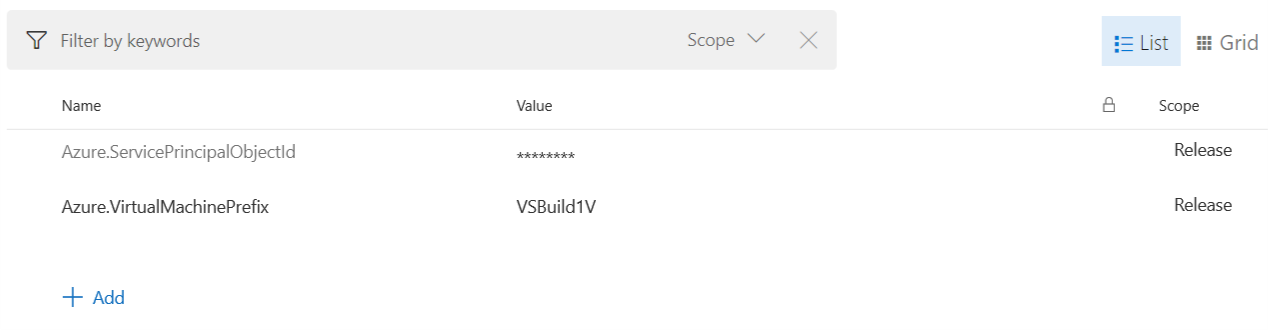 Filter by keywords Scope List Grid
Name Value Scope
Azure.ServicePrincipalObjectId ******** Release
Azure.VirtualMachinePrefix VSBuild1V Release
Add